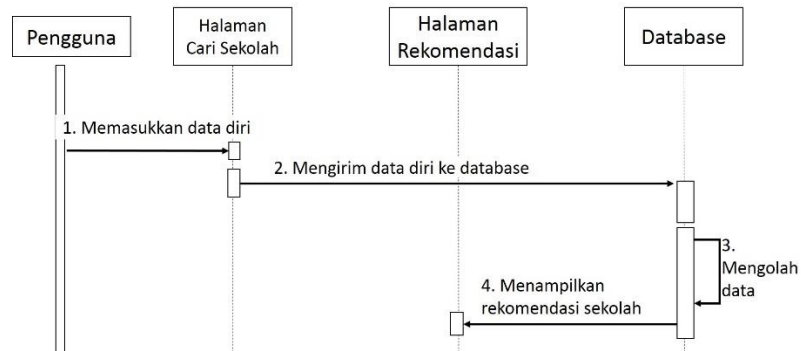 Pengguna
Halaman
Cari Sekolah
Halaman
Rekomendasi
Database
1. Memasukkan data diri
2. Mengirim data diri ke database
3.
Mengolah
data
4. Menampilkan
rekomendasi sekolah